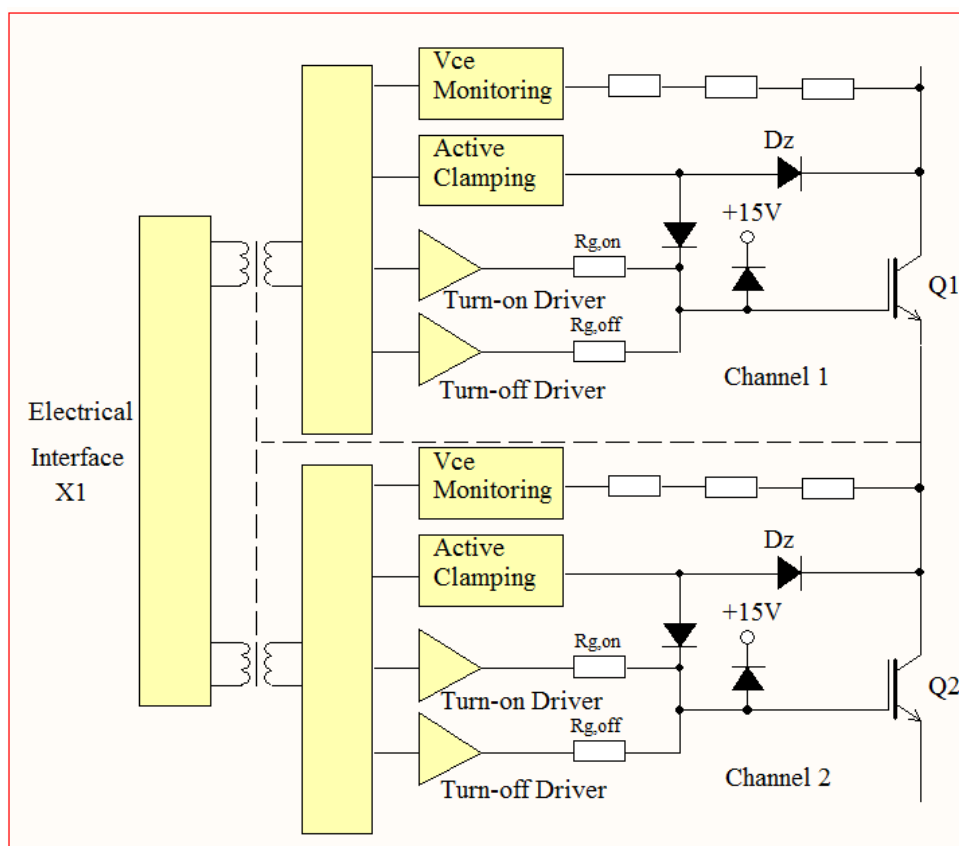 Vce
Monitoring
Active
Clamping
Dz
+15V
Rg,on
Turn-on Driver
Q1
Rg,off
Turn-off Driver
Channel 1
Electrical
Interface
X1
Vce
Monitoring
Active
Clamping
Dz
+15V
Rg,on
Turn-on Driver
Q2
Rg,off
Turn-off Driver
Channel 2